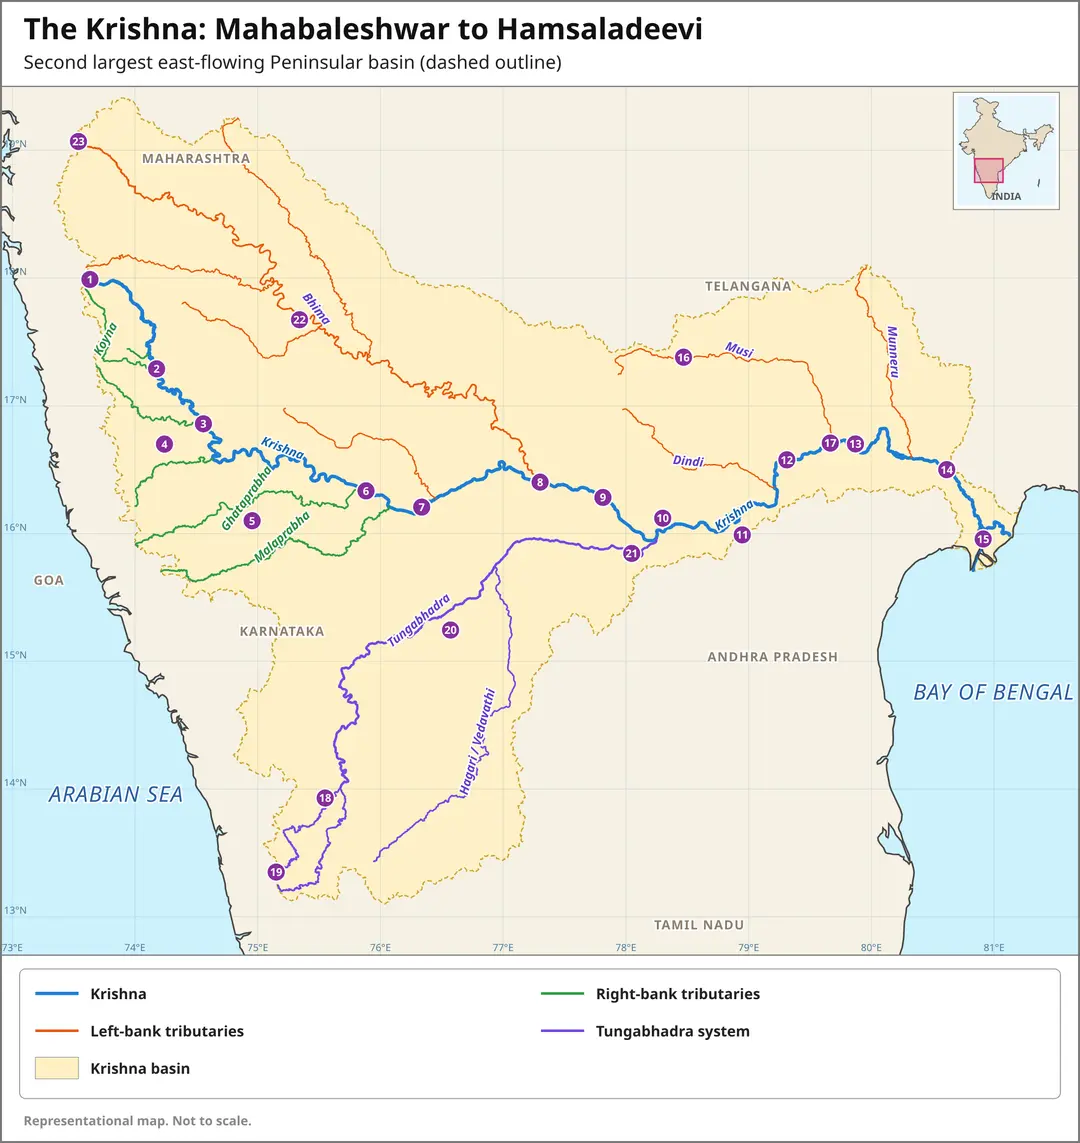 The Krishna: Mahabaleshwar to Hamsaladeevi
Second largest east-flowing Peninsular basin (dashed outline)
INDIA
23
19°N
MAHARASHTRA
1
18°N
TELANGANA
Bhima
22
Koyna
Musi
16
Munneru
2
17°N
3
4
Krishna
17
13
12
Dindi
14
Ghataprabha
6
8
9
7
5
Malaprabha
10
Krishna
11
16°N
15
21
GOA
Tungabhadra
20
KARNATAKA
ANDHRA PRADESH
15°N
BAY OF BENGAL
Hagari / Vedavathi
14°N
ARABIAN SEA
18
19
13°N
TAMIL NADU
73°E
74°E
75°E
76°E
77°E
78°E
79°E
80°E
81°E
Krishna
Right-bank tributaries
Left-bank tributaries
Tungabhadra system
Krishna basin
Representational map. Not to scale.